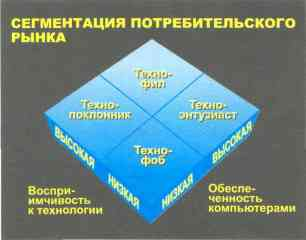 СЕГМЕНТАЦИЯ ПОТРЕБИТЕЛЬСКОГО
РЫНКА
Техно-
фил
Техно-
поклонник
Техно-
энтузиаст
Техно-
фоб
ВЫСОКАЯ
НИЗКАЯ
НИЗКАЯ
ВЫСОКАЯ
Воспри-
имчивость
к технологии
Обеспе-
ченность
компьютерами